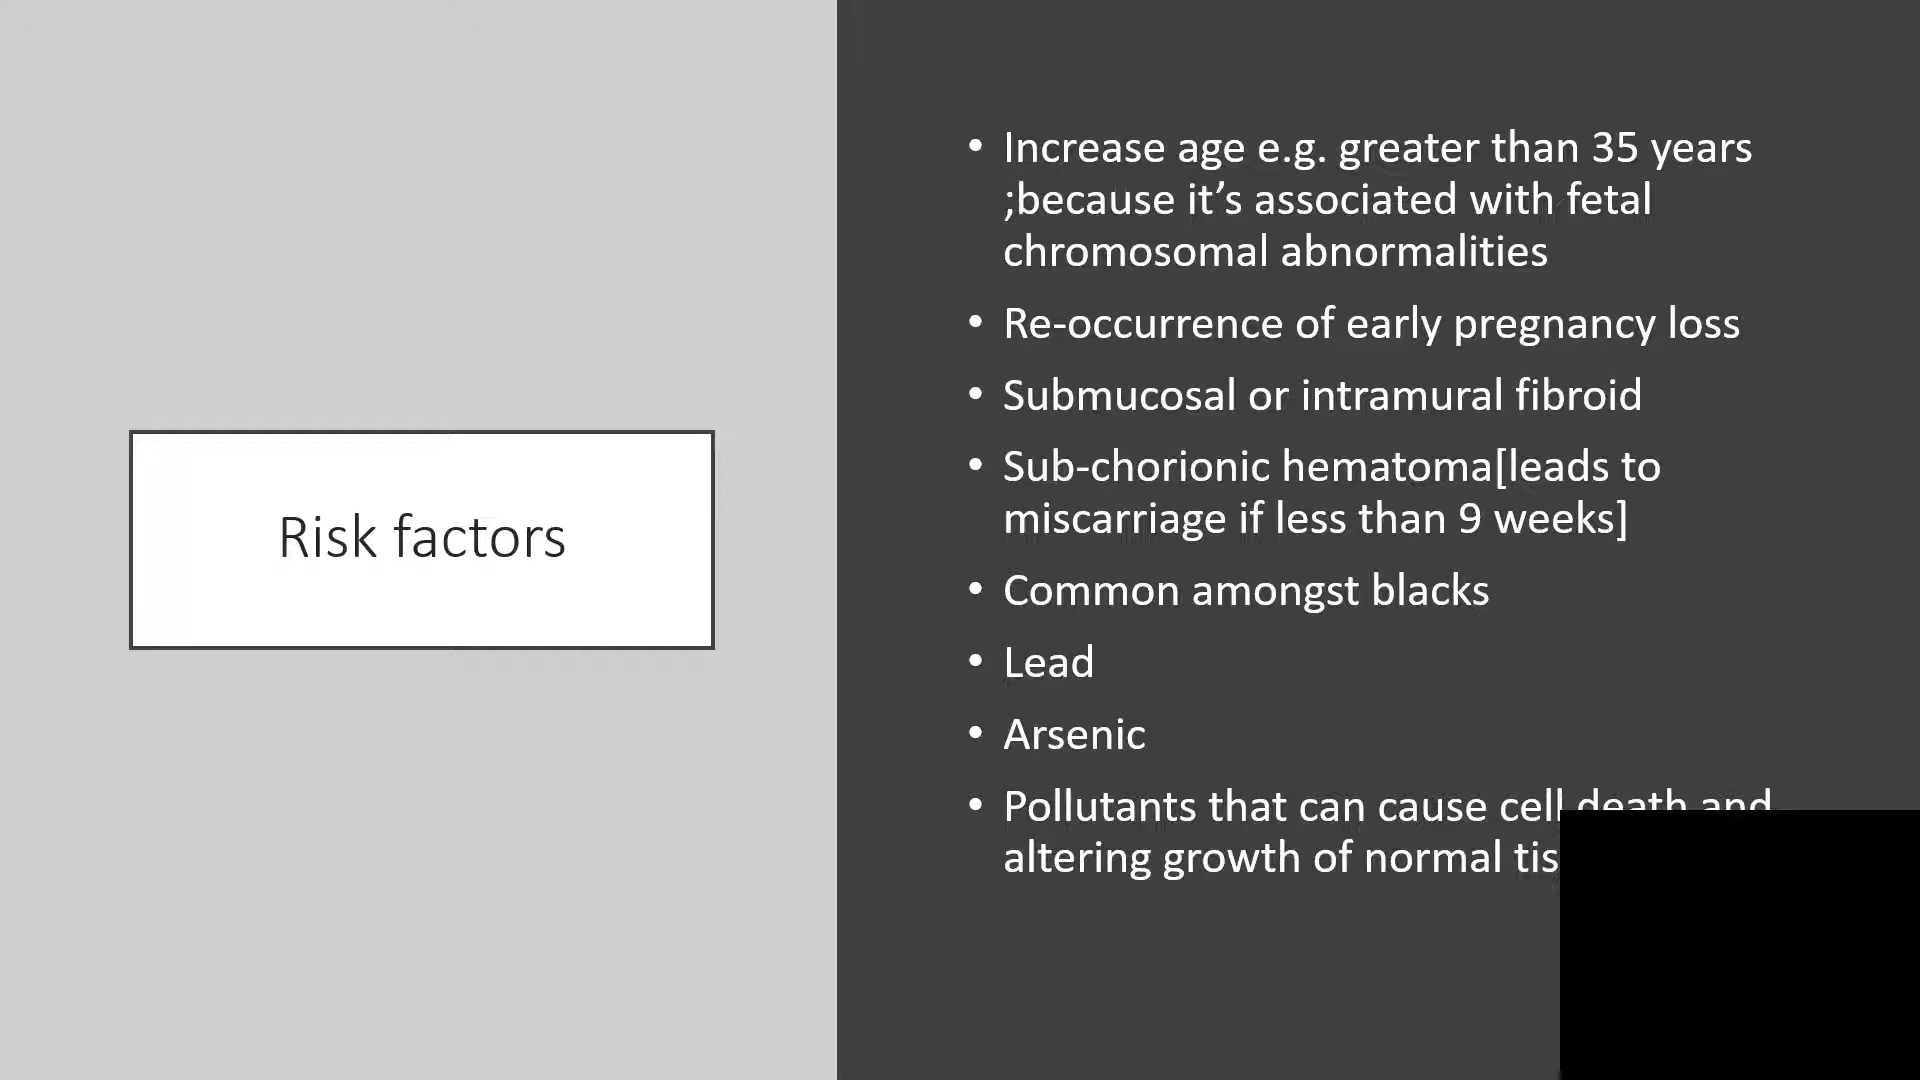 Risk factors
• Increase age e.g. greater than 35 years
;because it’s associated with fetal
chromosomal abnormalities
• Re-occurrence of early pregnancy loss
• Submucosal or intramural fibroid
• Sub-chorionic hematoma[leads to
miscarriage if less than 9 weeks]
• Common amongst blacks
• Lead
• Arsenic
• Pollutants that can cause cell death and
altering growth of normal